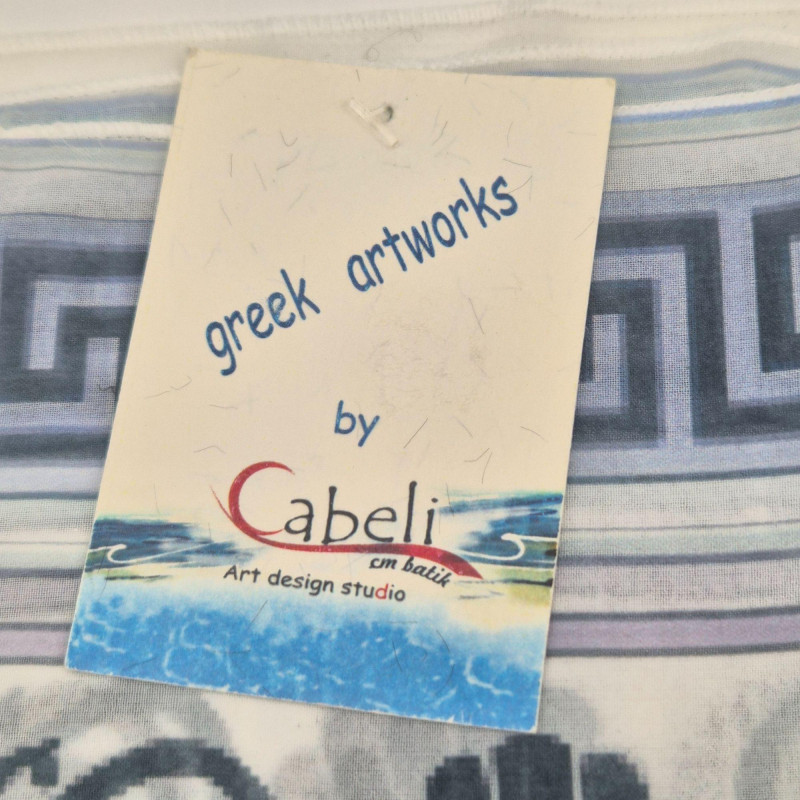 greek artworks
by
Cabeli
cm batik
Art design studio